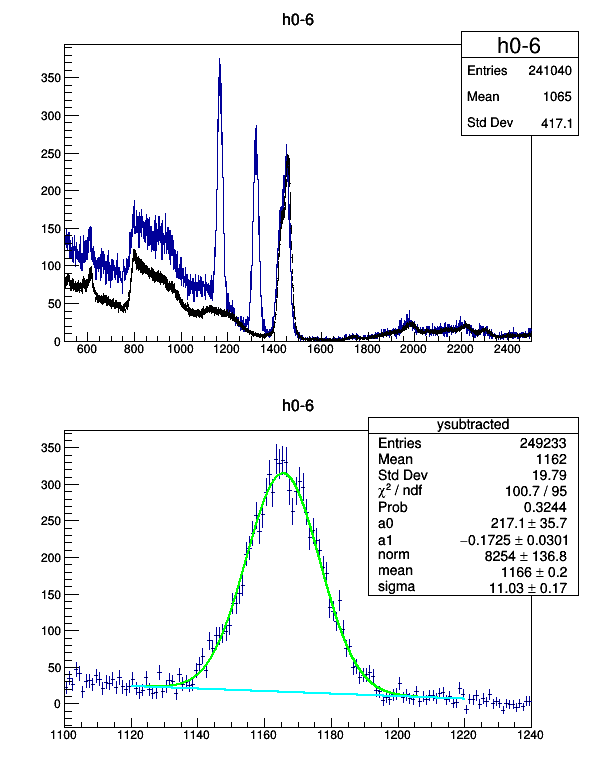 h0-6
h0-6
Entries 241040
Mean 1065
Std Dev 417.1
350
300
250
200
150
100
50
0
600 800 1000 1200 1400 1600 1800 2000 2200 2400
h0-6
ysubtracted
Entries 249233
Mean 1162
Std Dev 19.79
χ² / ndf 100.7 / 95
Prob 0.3244
a0 217.1 ± 35.7
a1 −0.1725 ± 0.0301
norm 8254 ± 136.8
mean 1166 ± 0.2
sigma 11.03 ± 0.17
350
300
250
200
150
100
50
0
1100 1120 1140 1160 1180 1200 1220 1240